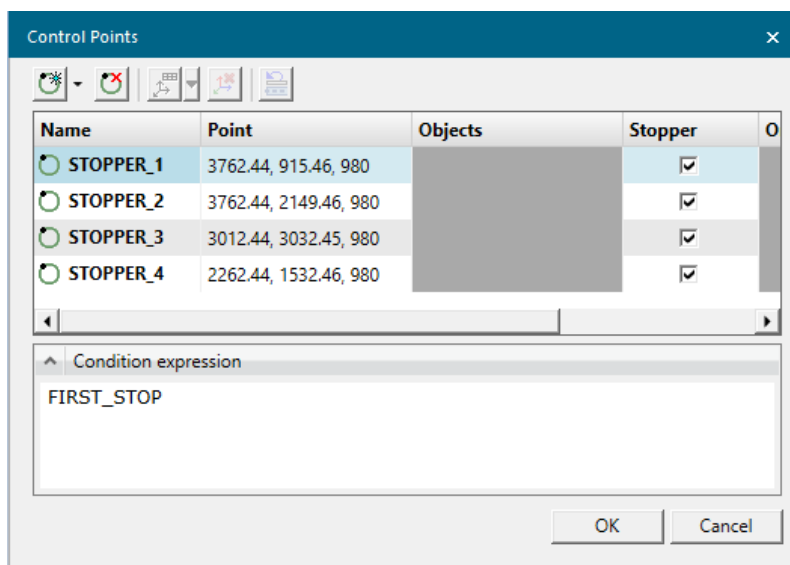 Control Points
Name Point Objects Stopper O
STOPPER_1 3762.44, 915.46, 980
STOPPER_2 3762.44, 2149.46, 980
STOPPER_3 3012.44, 3032.45, 980
STOPPER_4 2262.44, 1532.46, 980
Condition expression
FIRST_STOP
OK Cancel